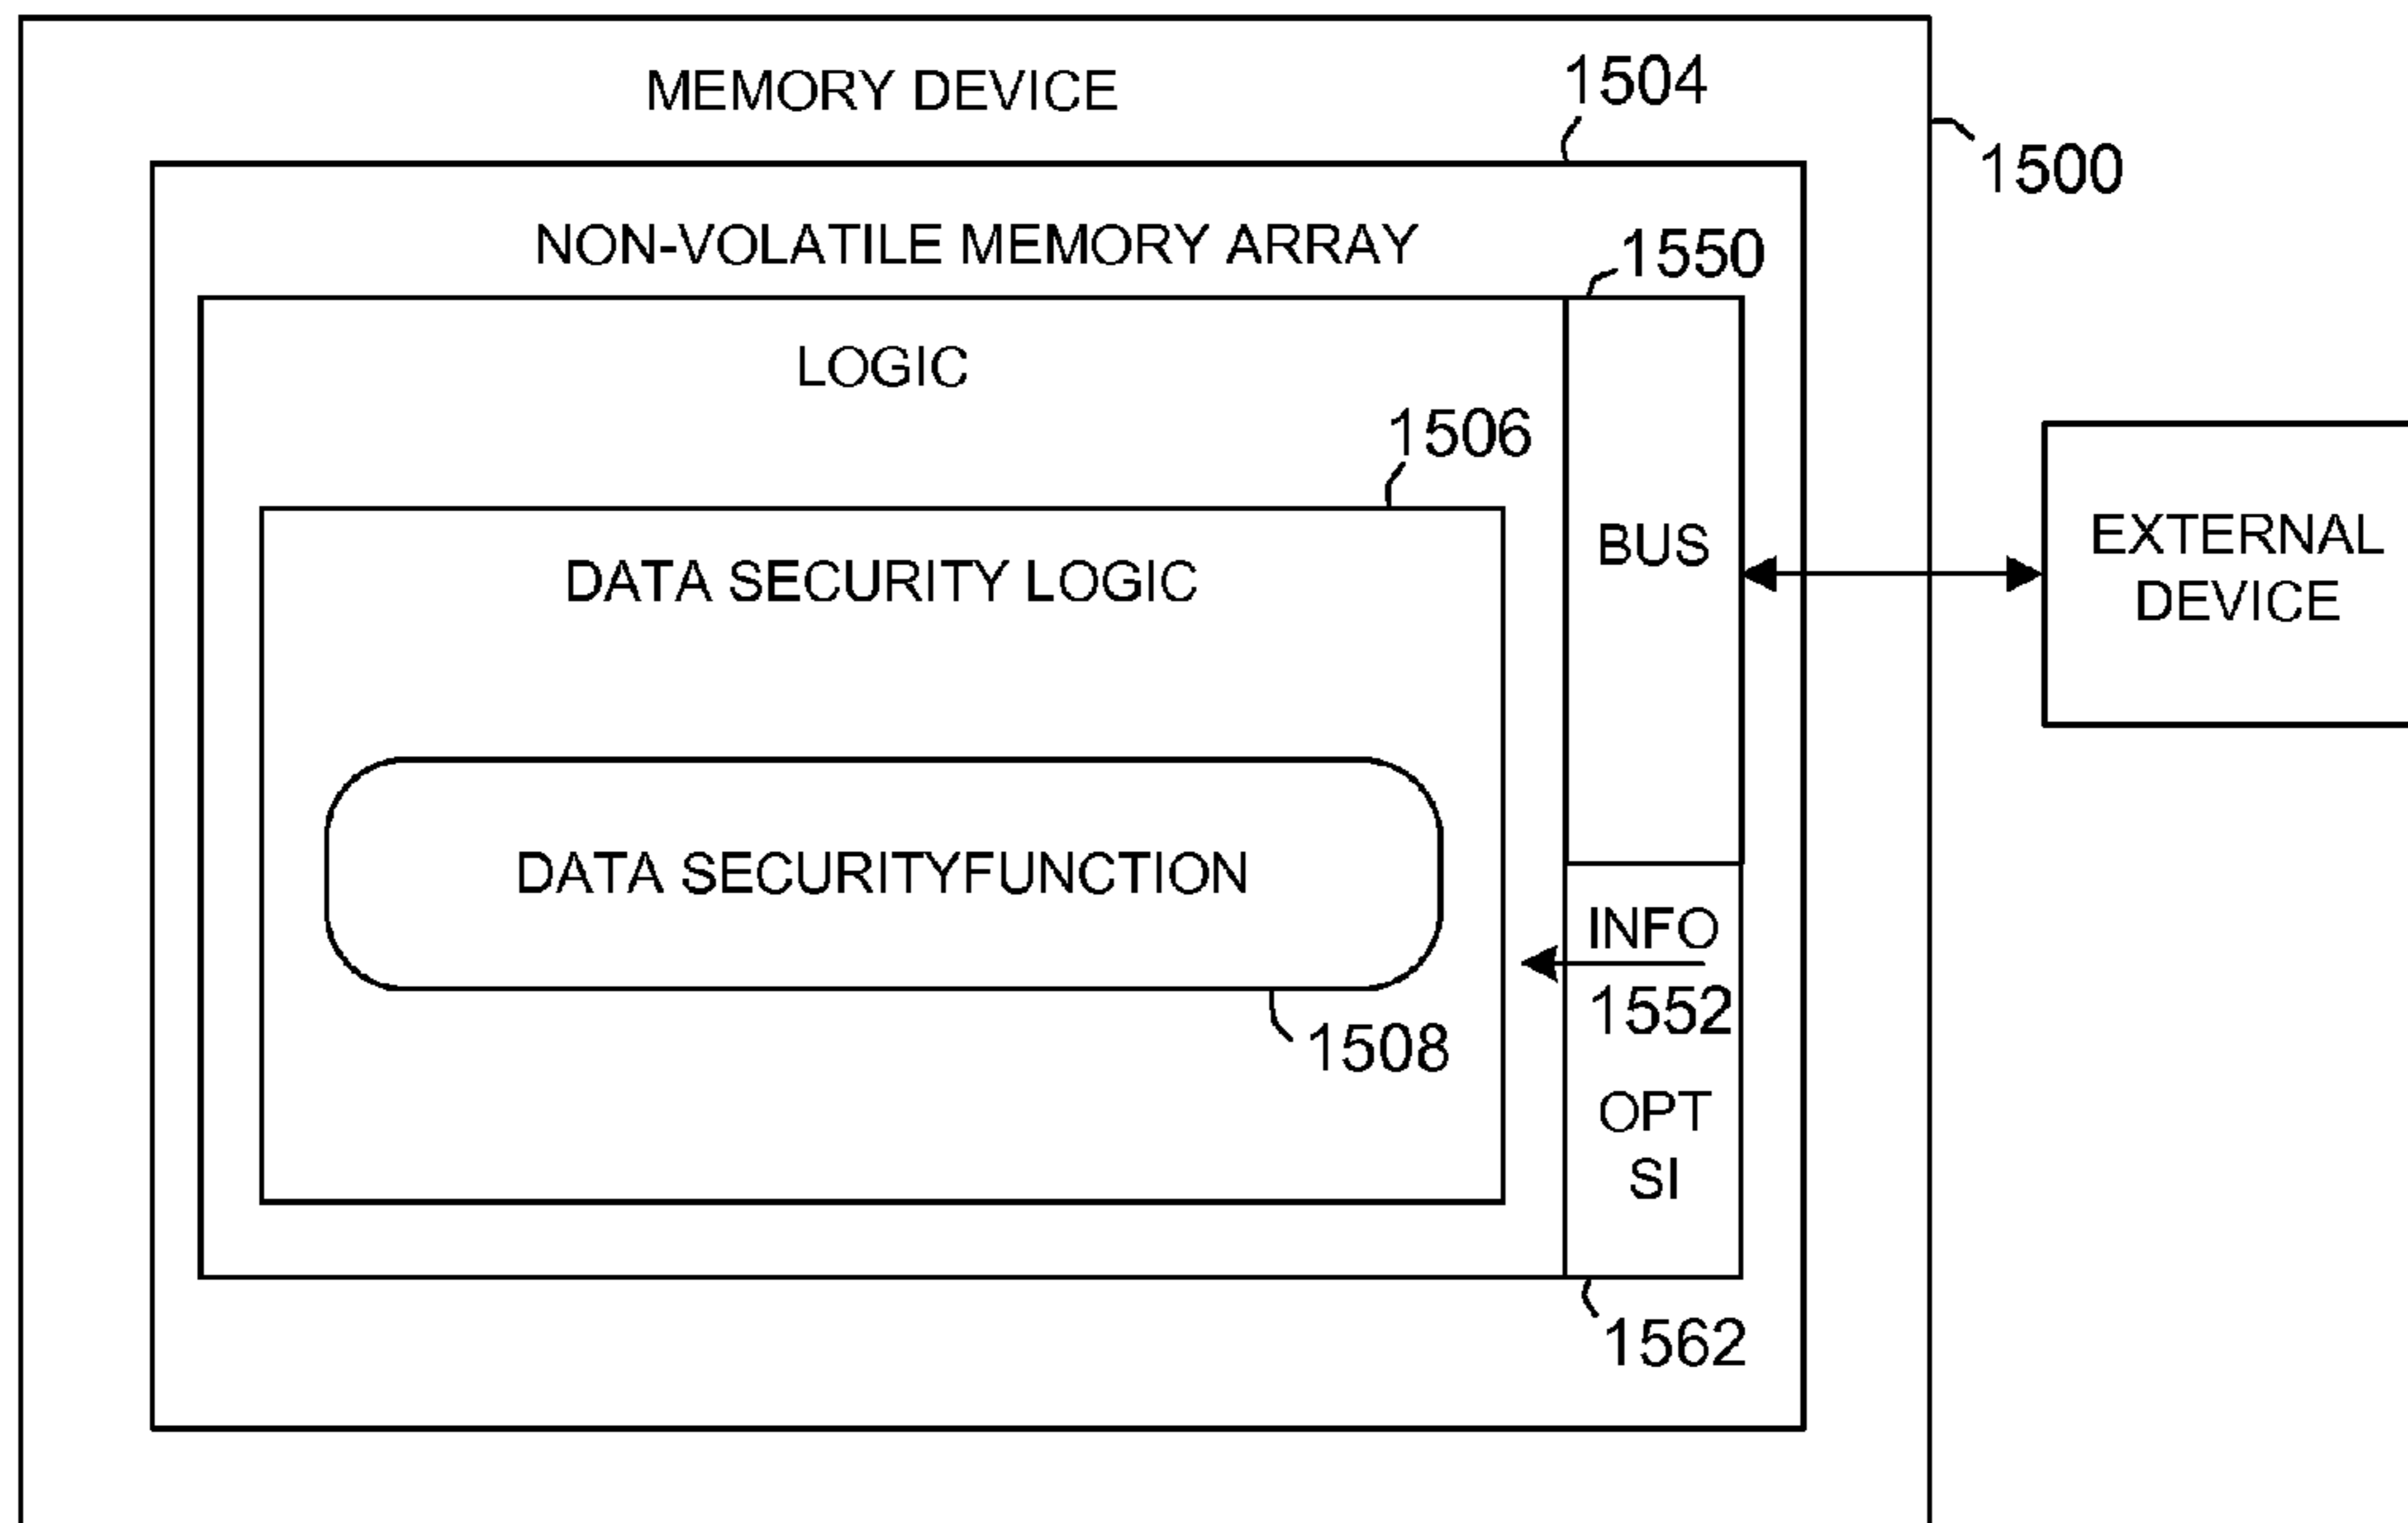 MEMORY DEVICE
1504
1500
NON-VOLATILE MEMORY ARRAY
1550
LOGIC
1506
BUS
EXTERNAL
DEVICE
DATA SECURITY LOGIC
DATA SECURITYFUNCTION
INFO
1552
1508
OPT
SI
1562